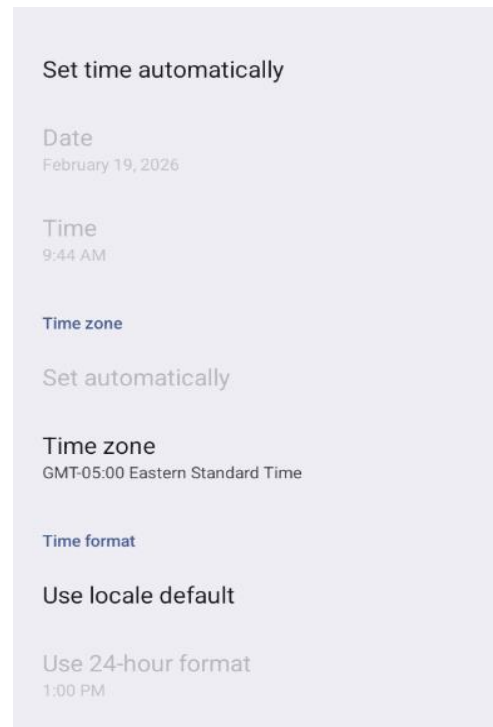 Set time automatically
Date
February 19, 2026
Time
9:44 AM
Time zone
Set automatically
Time zone
GMT-05:00 Eastern Standard Time
Time format
Use locale default
Use 24-hour format
1:00 PM